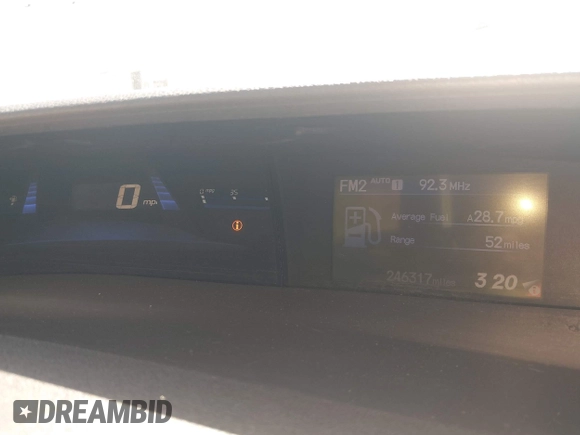 FM2 AUTO 1 92.3 MHz
0 mph
Average Fuel A 28.7 mpg
Range 52 miles
246317 miles 3 20
DREAMBID